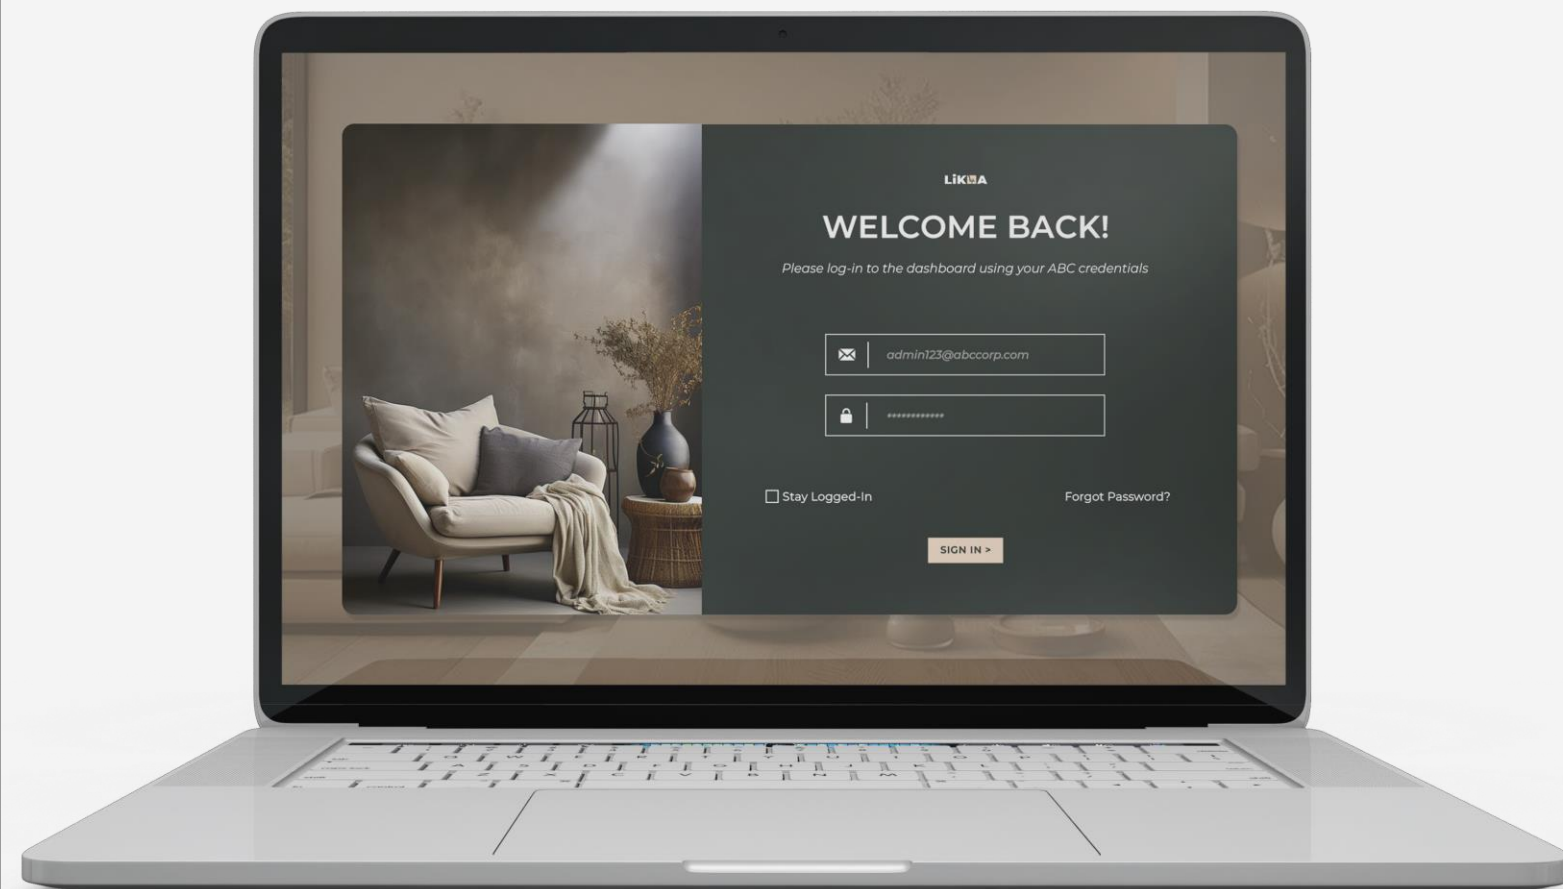 LiKHA
WELCOME BACK!
Please log-in to the dashboard using your ABC credentials
admin123@abccorp.com
************
Stay Logged-In
Forgot Password?
SIGN IN >